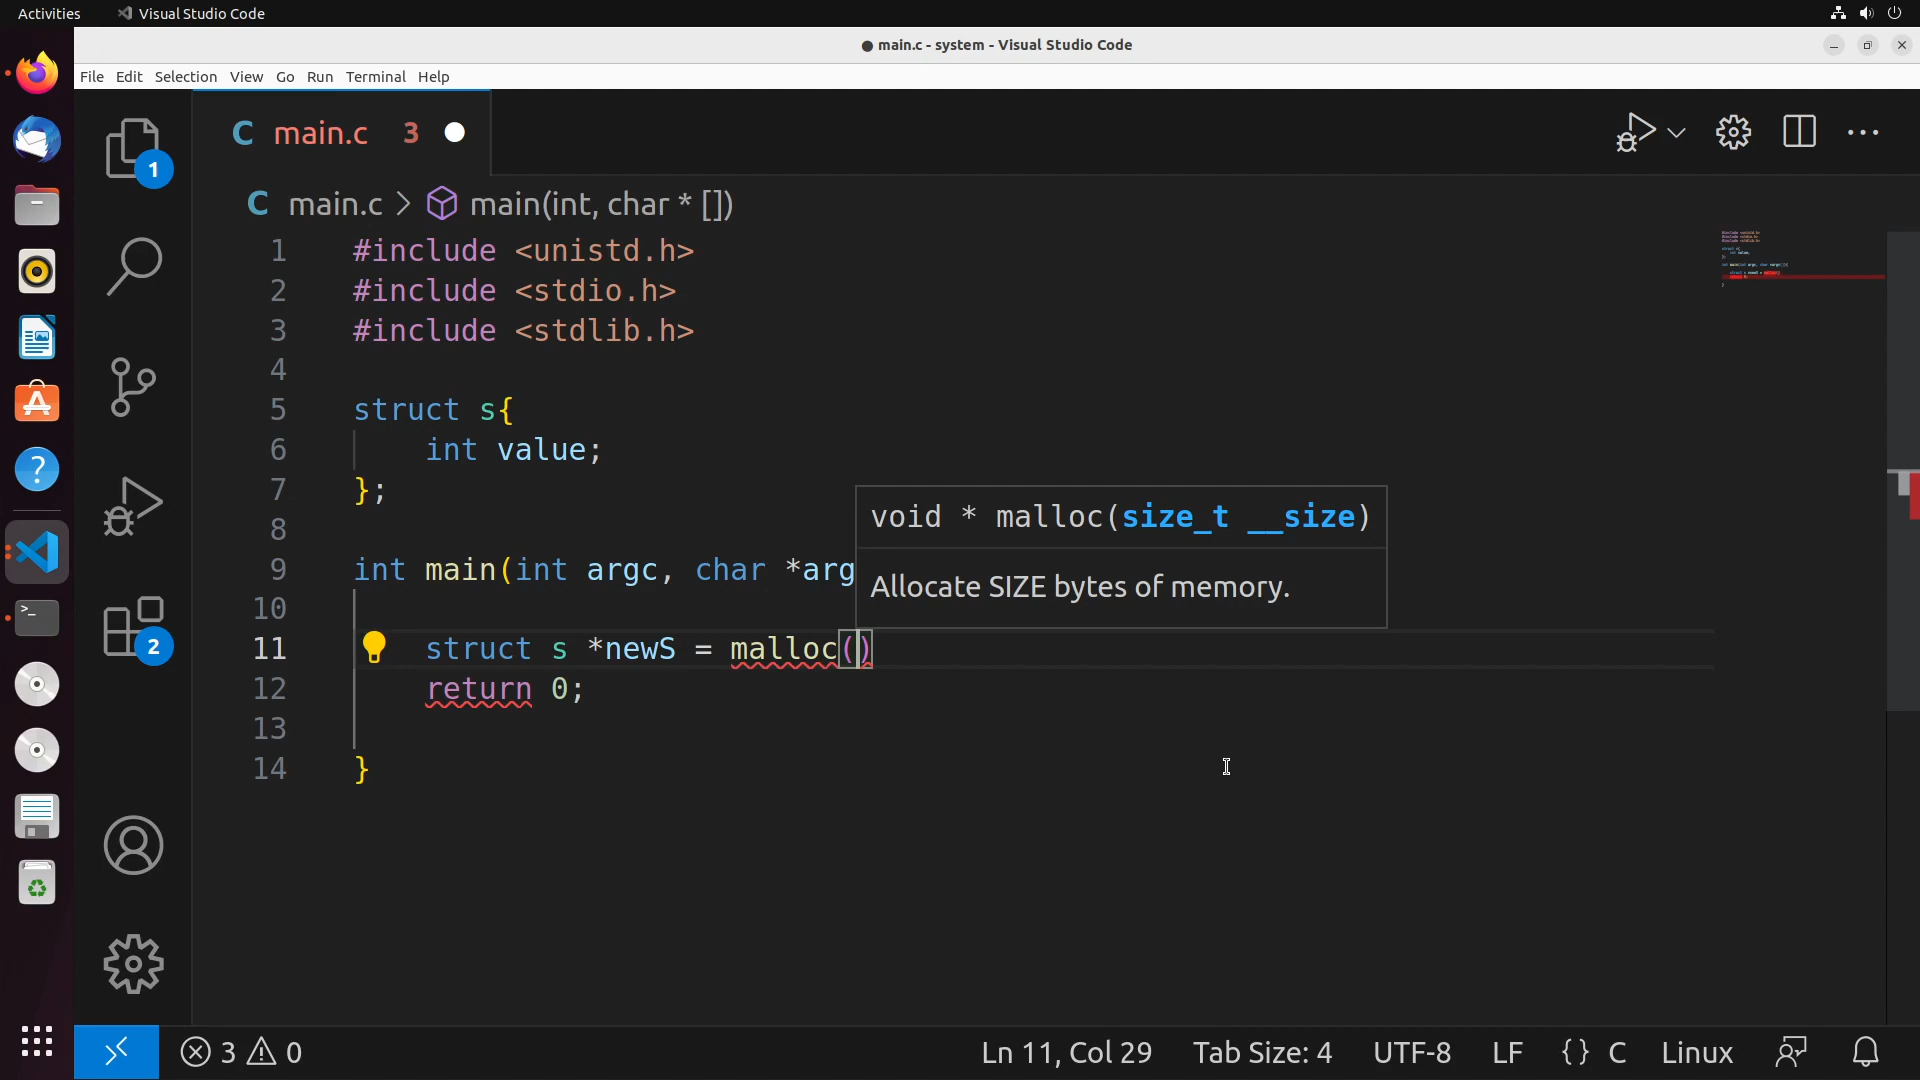 Activities
Visual Studio Code
● main.c - system - Visual Studio Code
File Edit Selection View Go Run Terminal Help
C main.c 3
1
C main.c > main(int, char * [])
1 #include <unistd.h>
2 #include <stdio.h>
3 #include <stdlib.h>
4
5 struct s{
6 int value;
7 };
8
void * malloc(size_t __size)
9 int main(int argc, char *arg
Allocate SIZE bytes of memory.
10
11 struct s *newS = malloc()
12 return 0;
13
14 }
2
3 0
Ln 11, Col 29 Tab Size: 4 UTF-8 LF {} C Linux